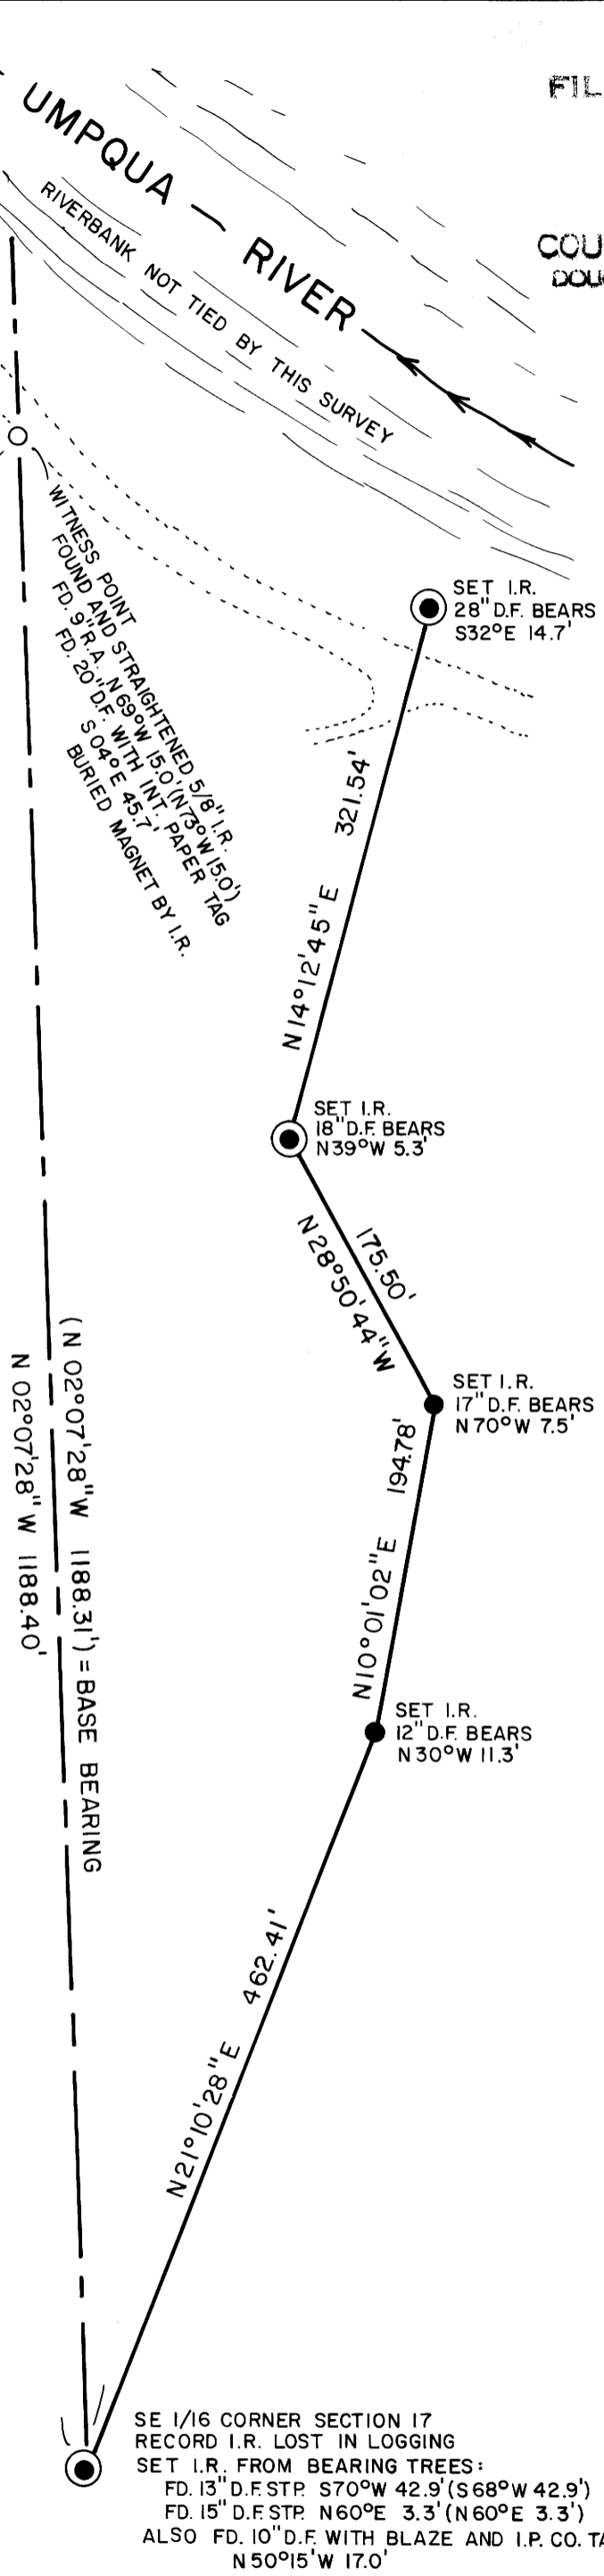 FIL
UMPQUA — RIVER
COU
DOU
RIVERBANK NOT TIED BY THIS SURVEY
WITNESS POINT
FOUND AND STRAIGHTENED 5/8" I.R.
FD. 9" R.A. N69°W 15.0' (N73°W 15.0')
FD. 20" D.F. WITH INT. PAPER TAG
S04°E 45.7'
BURIED MAGNET BY I.R.
SET I.R.
28" D.F. BEARS
S32°E 14.7'
321.54'
N14°12'45"E
SET I.R.
18" D.F. BEARS
N39°W 5.3'
175.50'
N28°50'44"W
SET I.R.
17" D.F. BEARS
N70°W 7.5'
194.78'
N10°01'02"E
(N 02°07'28"W 1188.31') = BASE BEARING
N 02°07'28"W 1188.40'
SET I.R.
12" D.F. BEARS
N30°W 11.3'
462.41'
N21°10'28"E
SE 1/16 CORNER SECTION 17
RECORD I.R. LOST IN LOGGING
SET I.R. FROM BEARING TREES:
FD. 13" D.F. STP. S70°W 42.9' (S68°W 42.9')
FD. 15" D.F. STP. N60°E 3.3' (N60°E 3.3')
ALSO FD. 10" D.F. WITH BLAZE AND I.P. CO. TA
N50°15'W 17.0'